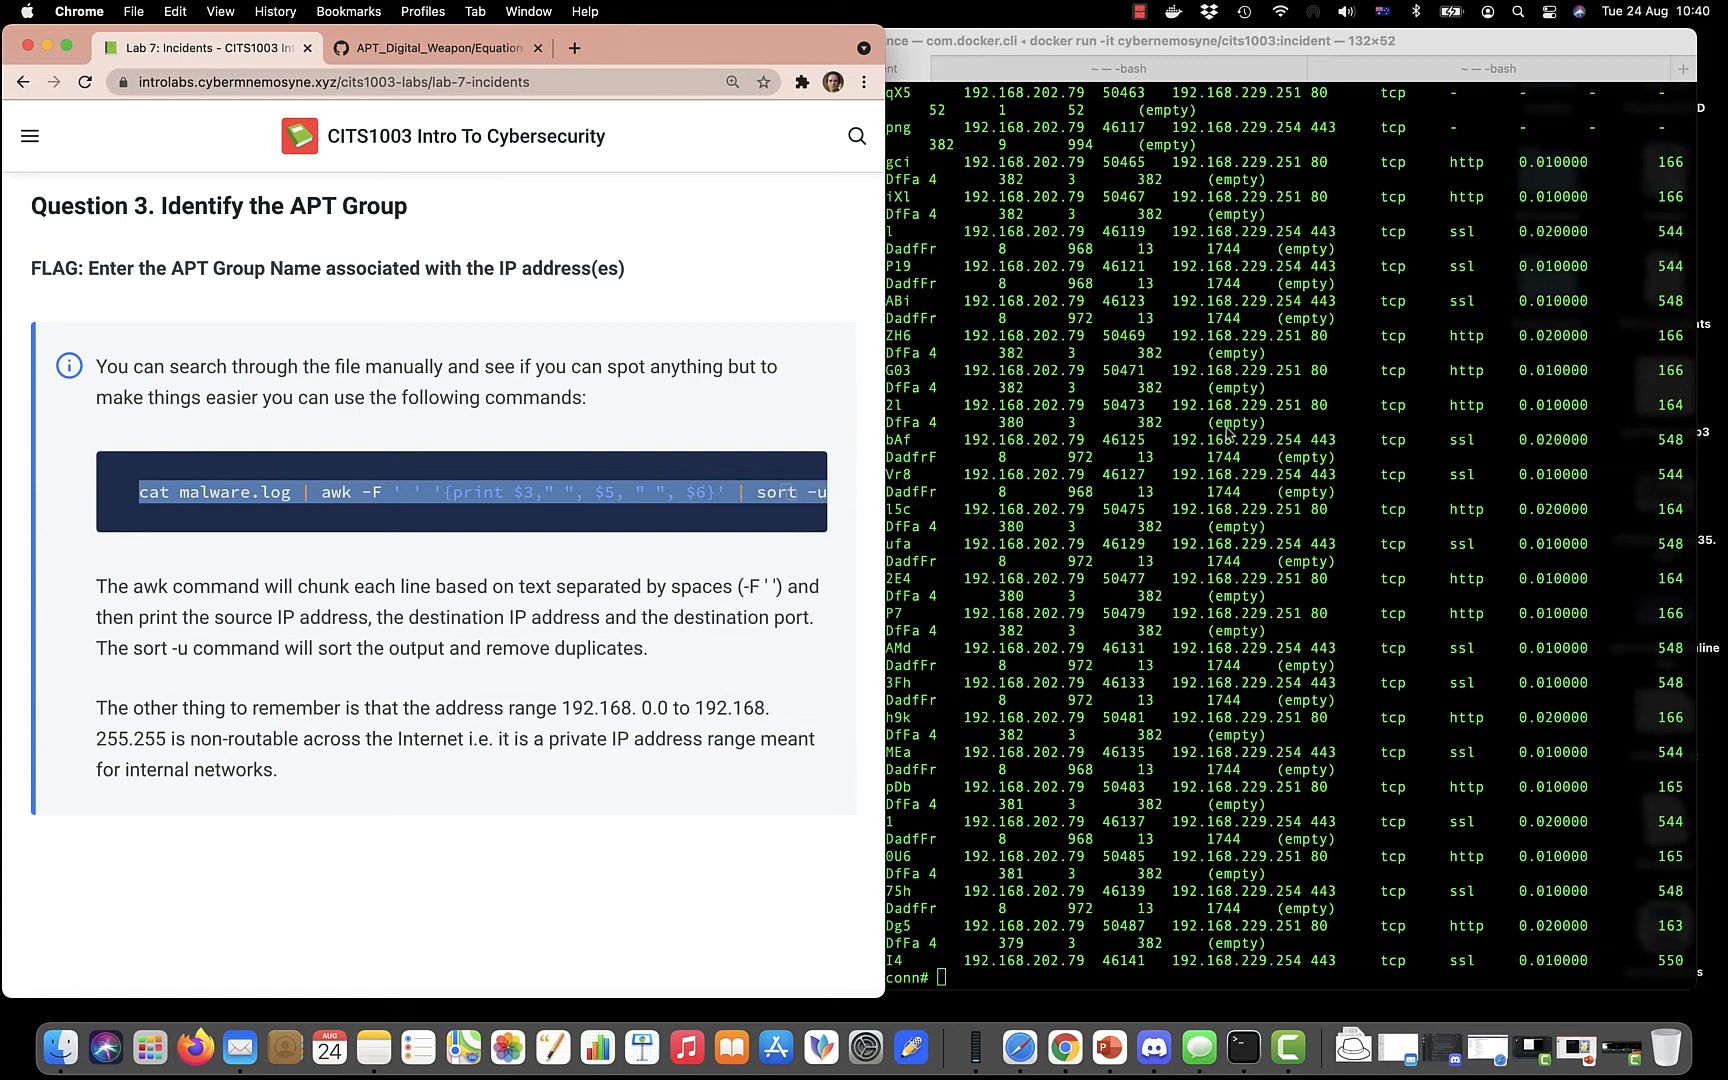 Chrome File Edit View History Bookmarks Profiles Tab Window Help Tue 24 Aug 10:40
Lab 7: Incidents - CITS1003 Int
APT_Digital_Weapon/Equation
introlabs.cybermnemosyne.xyz/cits1003-labs/lab-7-incidents
CITS1003 Intro To Cybersecurity
Question 3. Identify the APT Group
FLAG: Enter the APT Group Name associated with the IP address(es)
You can search through the file manually and see if you can spot anything but to
make things easier you can use the following commands:
cat malware.log | awk -F ' ' '{print $3," ", $5, " ", $6}' | sort -u
The awk command will chunk each line based on text separated by spaces (-F ' ') and
then print the source IP address, the destination IP address and the destination port.
The sort -u command will sort the output and remove duplicates.
The other thing to remember is that the address range 192.168. 0.0 to 192.168.
255.255 is non-routable across the Internet i.e. it is a private IP address range meant
for internal networks.
nce — com.docker.cli ◂ docker run -it cybernemosyne/cits1003:incident — 132×52
nt ~ — -bash ~ — -bash
qX5 192.168.202.79 50463 192.168.229.251 80 tcp - - - -
52 1 52 (empty)
png 192.168.202.79 46117 192.168.229.254 443 tcp - - - -
382 9 994 (empty)
gci 192.168.202.79 50465 192.168.229.251 80 tcp http 0.010000 166
DfFa 4 382 3 382 (empty)
iXl 192.168.202.79 50467 192.168.229.251 80 tcp http 0.010000 166
DfFa 4 382 3 382 (empty)
l 192.168.202.79 46119 192.168.229.254 443 tcp ssl 0.020000 544
DadfFr 8 968 13 1744 (empty)
P19 192.168.202.79 46121 192.168.229.254 443 tcp ssl 0.010000 544
DadfFr 8 968 13 1744 (empty)
ABi 192.168.202.79 46123 192.168.229.254 443 tcp ssl 0.010000 548
DadfFr 8 972 13 1744 (empty)
ZH6 192.168.202.79 50469 192.168.229.251 80 tcp http 0.020000 166
DfFa 4 382 3 382 (empty)
G03 192.168.202.79 50471 192.168.229.251 80 tcp http 0.010000 166
DfFa 4 382 3 382 (empty)
2l 192.168.202.79 50473 192.168.229.251 80 tcp http 0.010000 164
DfFa 4 380 3 382 (empty)
bAf 192.168.202.79 46125 192.168.229.254 443 tcp ssl 0.020000 548
DadfrF 8 972 13 1744 (empty)
Vr8 192.168.202.79 46127 192.168.229.254 443 tcp ssl 0.010000 544
DadfFr 8 968 13 1744 (empty)
l5c 192.168.202.79 50475 192.168.229.251 80 tcp http 0.020000 164
DfFa 4 380 3 382 (empty)
ufa 192.168.202.79 46129 192.168.229.254 443 tcp ssl 0.010000 548
DadfFr 8 972 13 1744 (empty)
2E4 192.168.202.79 50477 192.168.229.251 80 tcp http 0.020000 164
DfFa 4 380 3 382 (empty)
P7 192.168.202.79 50479 192.168.229.251 80 tcp http 0.010000 166
DfFa 4 382 3 382 (empty)
AMd 192.168.202.79 46131 192.168.229.254 443 tcp ssl 0.010000 548
DadfFr 8 972 13 1744 (empty)
3Fh 192.168.202.79 46133 192.168.229.254 443 tcp ssl 0.010000 548
DadfFr 8 972 13 1744 (empty)
h9k 192.168.202.79 50481 192.168.229.251 80 tcp http 0.020000 166
DfFa 4 382 3 382 (empty)
MEa 192.168.202.79 46135 192.168.229.254 443 tcp ssl 0.010000 544
DadfFr 8 968 13 1744 (empty)
pDb 192.168.202.79 50483 192.168.229.251 80 tcp http 0.010000 165
DfFa 4 381 3 382 (empty)
1 192.168.202.79 46137 192.168.229.254 443 tcp ssl 0.020000 544
DadfFr 8 968 13 1744 (empty)
0U6 192.168.202.79 50485 192.168.229.251 80 tcp http 0.010000 165
DfFa 4 381 3 382 (empty)
75h 192.168.202.79 46139 192.168.229.254 443 tcp ssl 0.010000 548
DadfFr 8 972 13 1744 (empty)
Dg5 192.168.202.79 50487 192.168.229.251 80 tcp http 0.020000 163
DfFa 4 379 3 382 (empty)
I4 192.168.202.79 46141 192.168.229.254 443 tcp ssl 0.010000 550
conn#
AUG
24